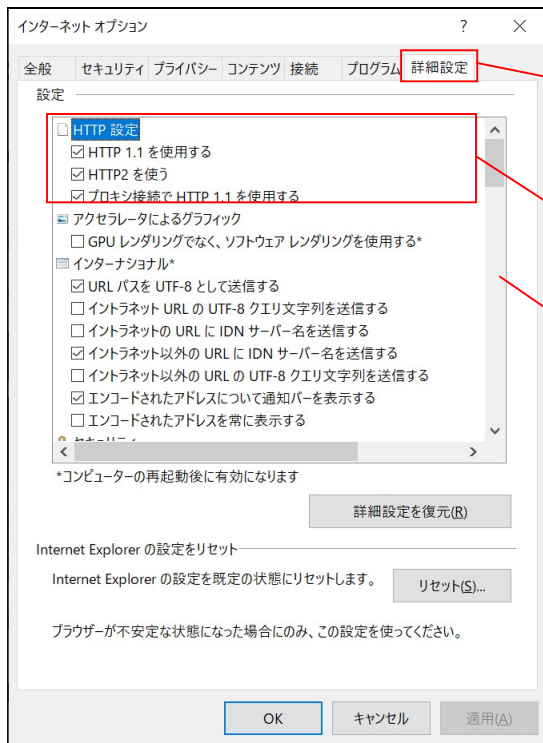 インターネット オプション ?
全般 セキュリティ プライバシー コンテンツ 接続 プログラム 詳細設定
設定
HTTP 設定
HTTP 1.1 を使用する
HTTP2 を使う
プロキシ接続で HTTP 1.1 を使用する
アクセラレータによるグラフィック
GPU レンダリングでなく、ソフトウェア レンダリングを使用する*
インターナショナル*
URL パスを UTF-8 として送信する
イントラネット URL の UTF-8 クエリ文字列を送信する
イントラネットの URL に IDN サーバー名を送信する
イントラネット以外の URL に IDN サーバー名を送信する
イントラネット以外の URL の UTF-8 クエリ文字列を送信する
エンコードされたアドレスについて通知バーを表示する
エンコードされたアドレスを常に表示する
セキュリティ
*コンピューターの再起動後に有効になります
詳細設定を復元(R)
Internet Explorer の設定をリセット
Internet Explorer の設定を既定の状態にリセットします。
リセット(S)...
ブラウザーが不安定な状態になった場合にのみ、この設定を使ってください。
OK キャンセル 適用(A)